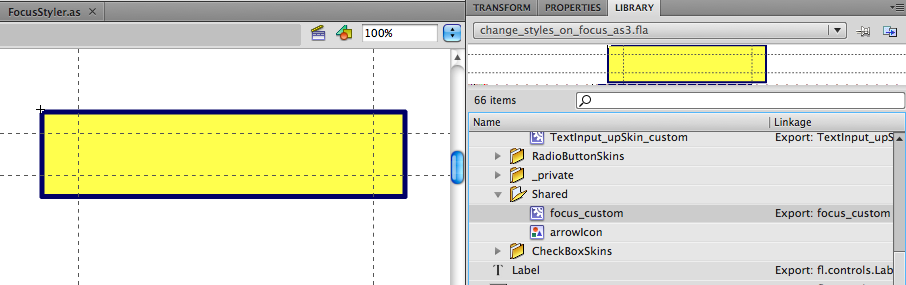 FocusStyler.as ×
100%
TRANSFORM PROPERTIES LIBRARY
change_styles_on_focus_as3.fla
66 items
Name Linkage
TextInput_upSkin_custom Export: TextInput_upS
RadioButtonSkins
_private
Shared
focus_custom Export: focus_custom
arrowIcon
CheckBoxSkins
T Label Export: fl.controls.Lab